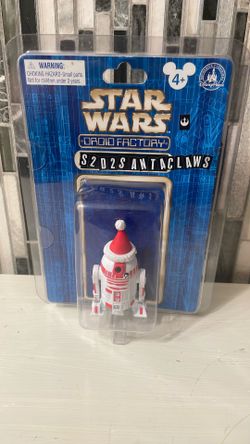 WARNING:
CHOKING HAZARD-Small parts.
Not for children under 3 years.
4+
STAR
WARS
DROID FACTORY
S2D2SANTACLAWS